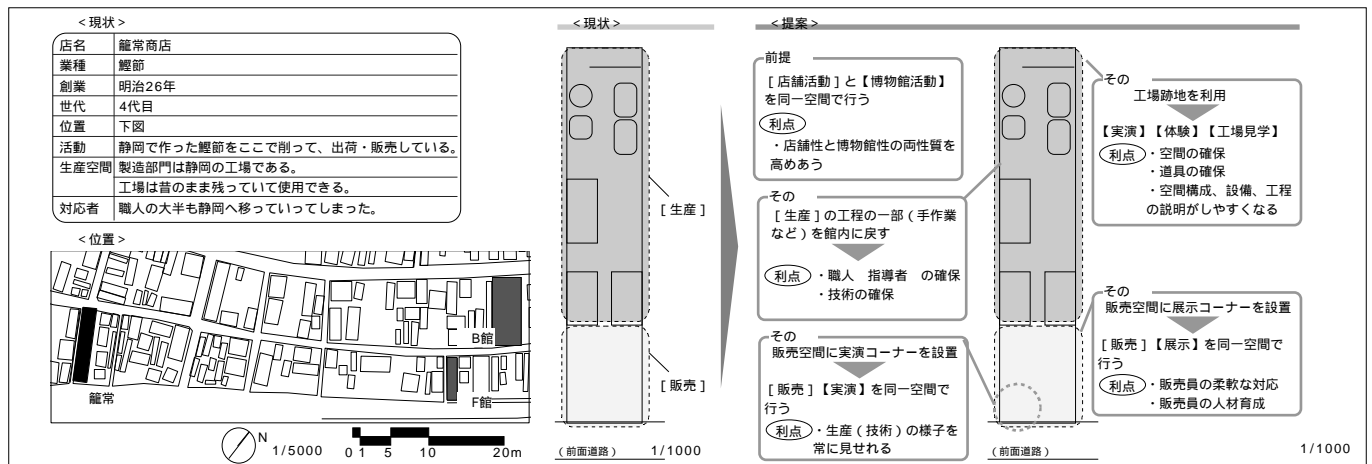 <現状>
店名 籠常商店
業種 鰹節
創業 明治26年
世代 4代目
位置 下図
活動 静岡で作った鰹節をここで削って、出荷・販売している。
生産空間 製造部門は静岡の工場である。
工場は昔のまま残っていて使用できる。
対応者 職人の大半も静岡へ移っていってしまった。
<位置>
B館
F館
籠常
N
1/5000
0 1 5 10 20m
<現状>
[生産]
[販売]
(前面道路) 1/1000
<提案>
前提
[店舗活動]と【博物館活動】
を同一空間で行う
利点
・店舗性と博物館性の両性質を
高めあう
その
[生産]の工程の一部(手作業
など)を館内に戻す
利点 ・職人 指導者 の確保
・技術の確保
その
販売空間に実演コーナーを設置
[販売]【実演】を同一空間で
行う
利点 ・生産(技術)の様子を
常に見せれる
その
工場跡地を利用
【実演】【体験】【工場見学】
利点 ・空間の確保
・道具の確保
・空間構成、設備、工程
の説明がしやすくなる
その
販売空間に展示コーナーを設置
[販売]【展示】を同一空間で
行う
利点 ・販売員の柔軟な対応
・販売員の人材育成
(前面道路)
1/1000